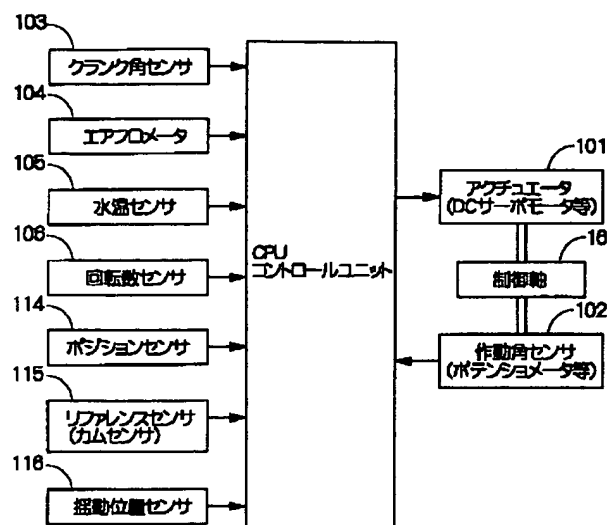 103
クランク角センサ
104
エアフロメータ
105
水温センサ
106
回転数センサ
114
ポジションセンサ
115
リファレンスセンサ
(カムセンサ)
116
揺動位置センサ
CPU
コントロールユニット
101
アクチュエータ
(DCサーボモータ等)
16
制御軸
102
作動角センサ
(ポテンショメータ等)